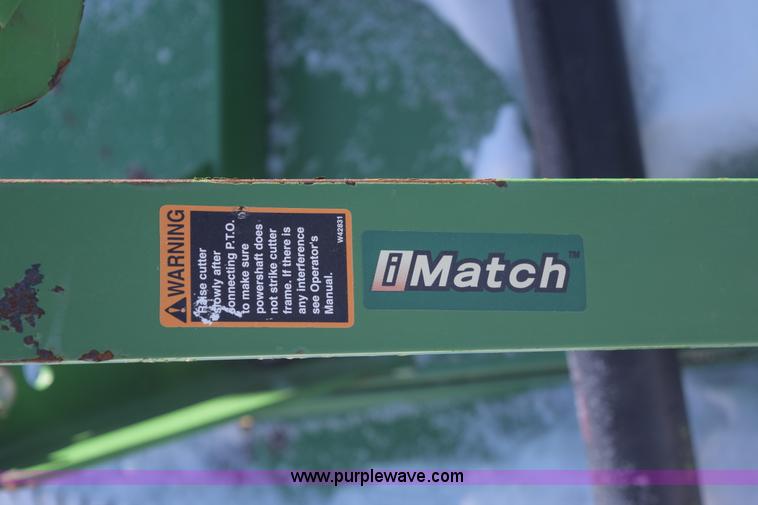 WARNING
Raise cutter
slowly after
connecting P.T.O.
to make sure
powershaft does
not strike cutter
frame. If there is
any interference
see Operator's
Manual.
W42831
iMatch™
www.purplewave.com